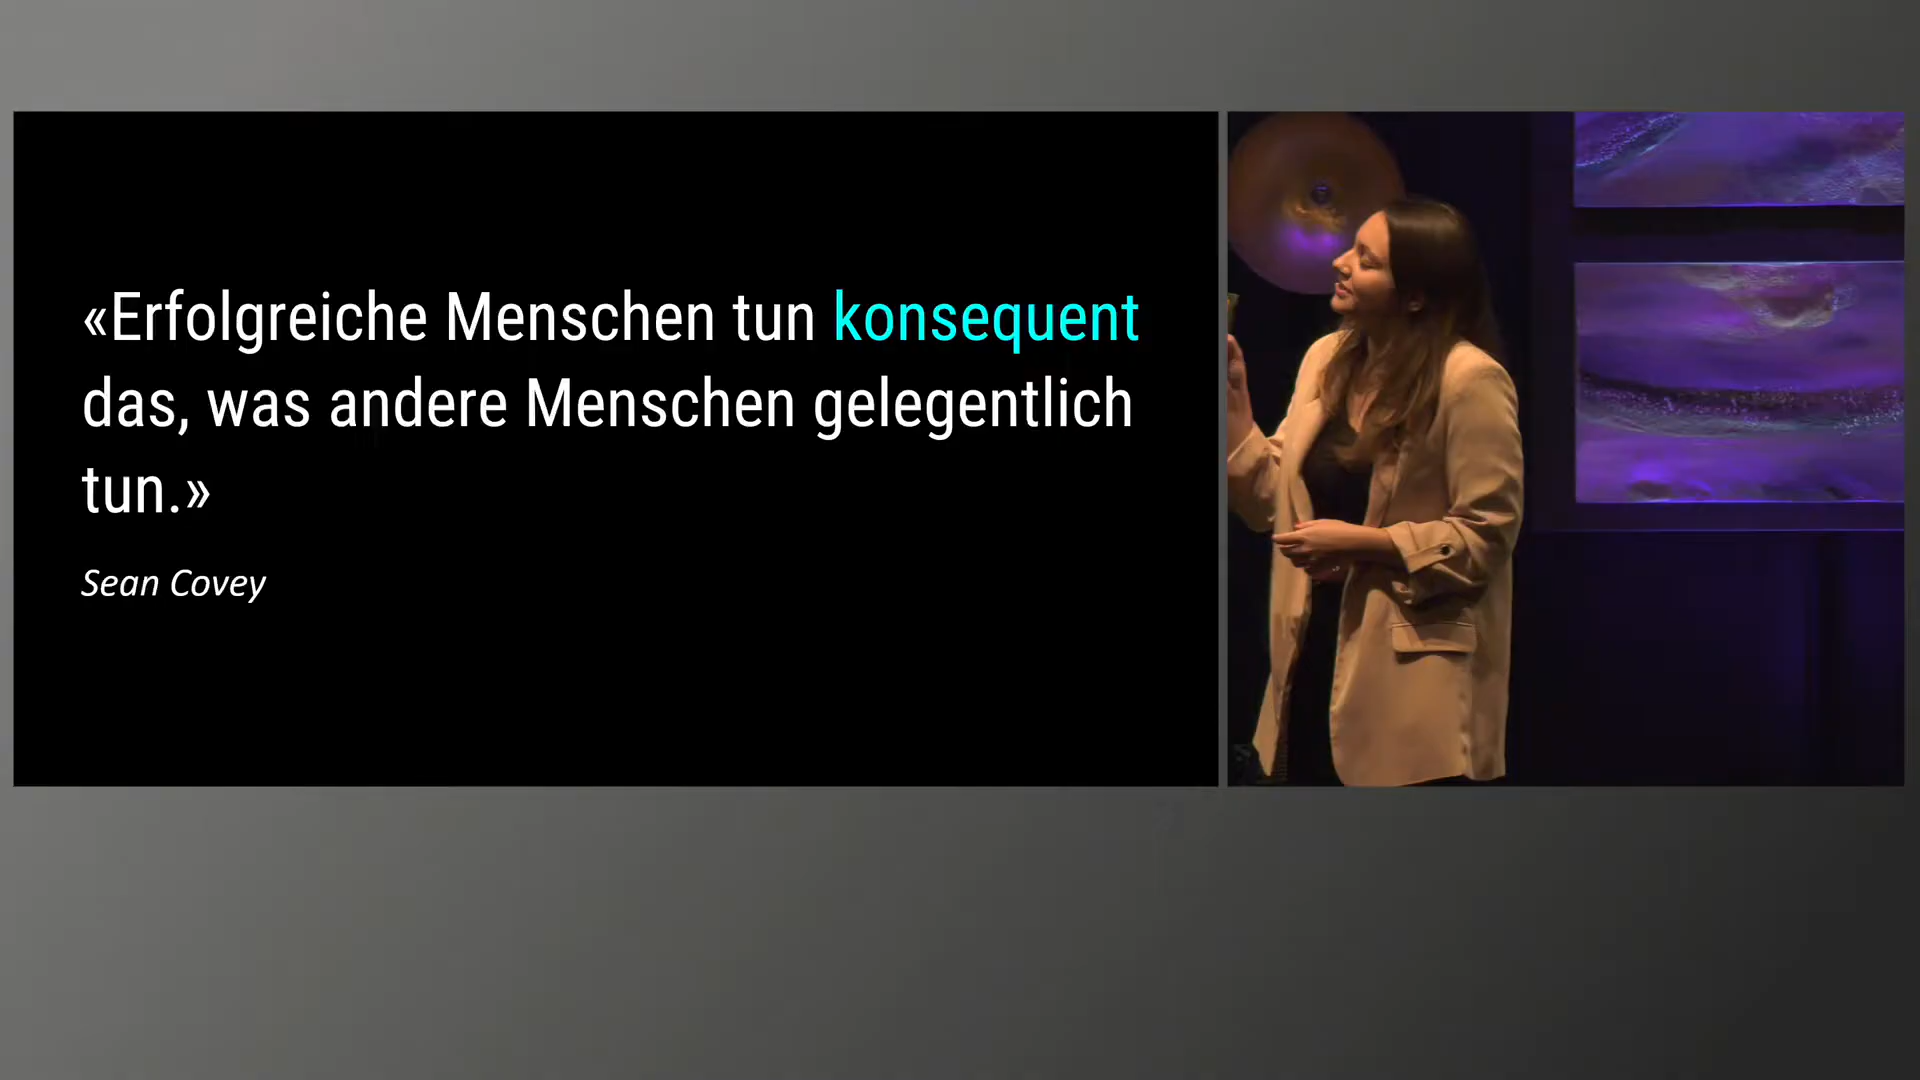 «Erfolgreiche Menschen tun konsequent
das, was andere Menschen gelegentlich
tun.»
Sean Covey